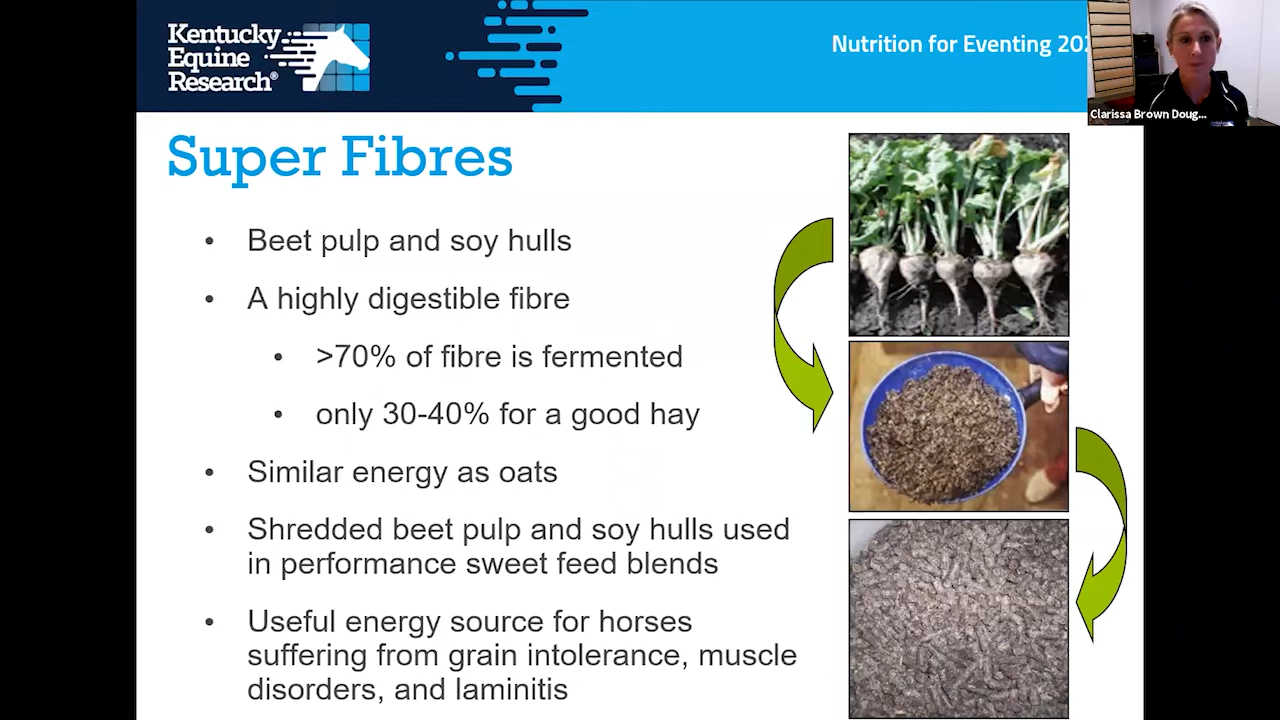 Kentucky
Equine
Research®
Nutrition for Eventing 202
Clarissa Brown Doug...
Super Fibres
• Beet pulp and soy hulls
• A highly digestible fibre
• >70% of fibre is fermented
• only 30-40% for a good hay
• Similar energy as oats
• Shredded beet pulp and soy hulls used
in performance sweet feed blends
• Useful energy source for horses
suffering from grain intolerance, muscle
disorders, and laminitis